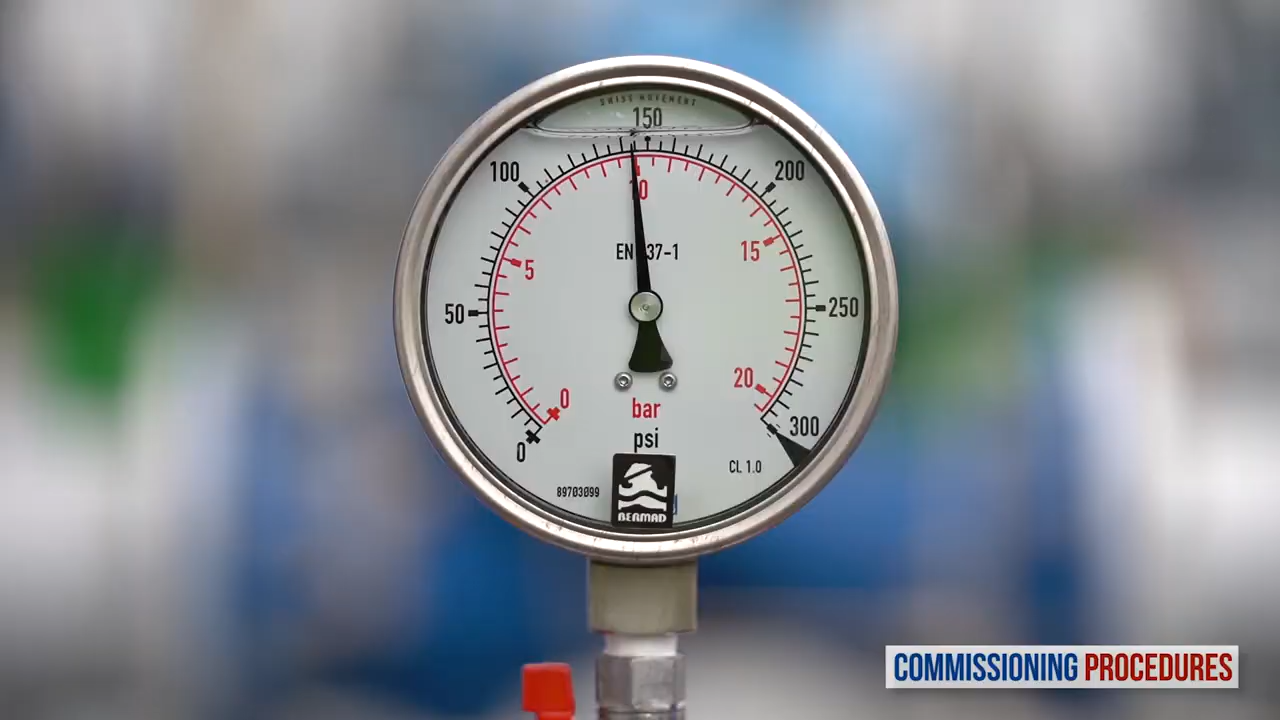 SWISS MOVEMENT
150
100
200
10
EN 37-1
15
5
50
250
20
0
bar
300
0
psi
CL 1.0
89703099
BERMAD
COMMISSIONING PROCEDURES